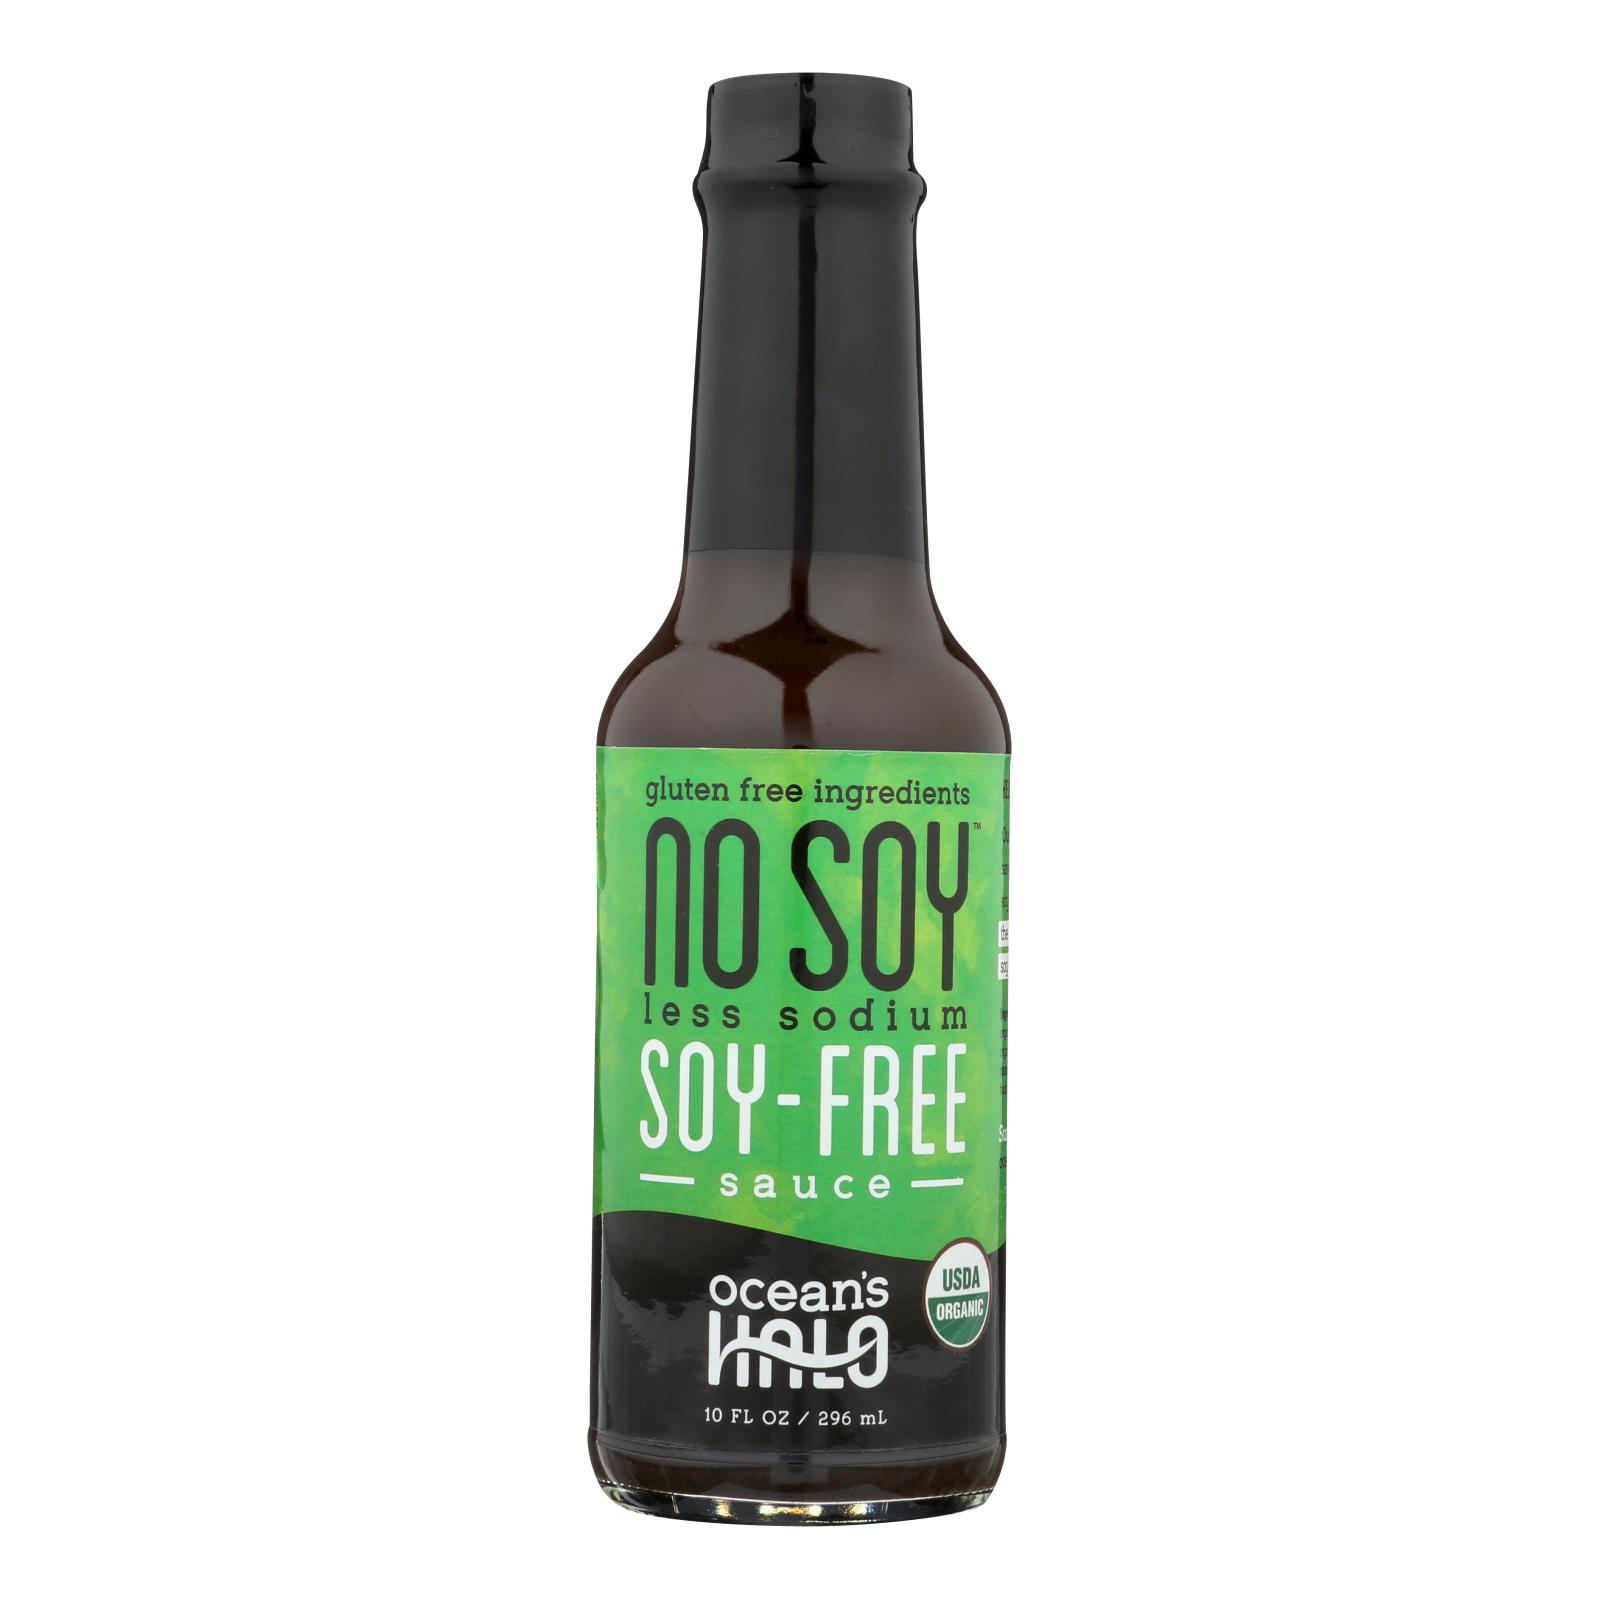 gluten free ingredients
NO SOY™
less sodium
SOY-FREE
sauce
ocean's
HALO
10 FL OZ / 296 mL
USDA
ORGANIC